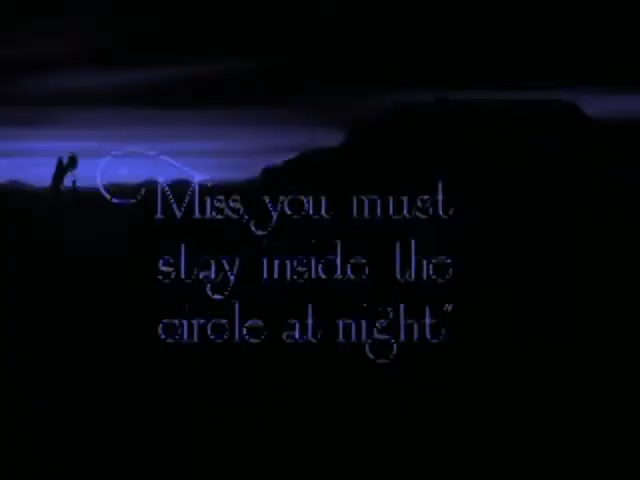 Miss, you must
stay inside the
circle at night"